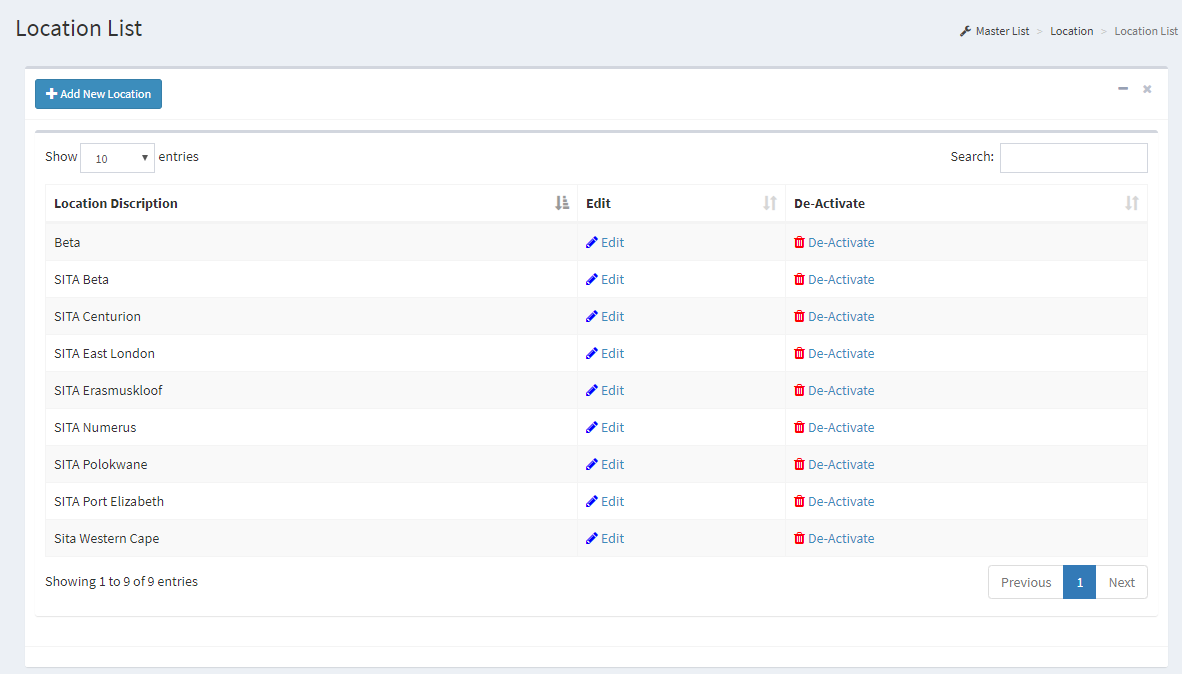 Location List
Master List > Location > Location List
Add New Location
Show 10 entries Search:
Location Discription Edit De-Activate
Beta Edit De-Activate
SITA Beta Edit De-Activate
SITA Centurion Edit De-Activate
SITA East London Edit De-Activate
SITA Erasmuskloof Edit De-Activate
SITA Numerus Edit De-Activate
SITA Polokwane Edit De-Activate
SITA Port Elizabeth Edit De-Activate
Sita Western Cape Edit De-Activate
Showing 1 to 9 of 9 entries Previous 1 Next